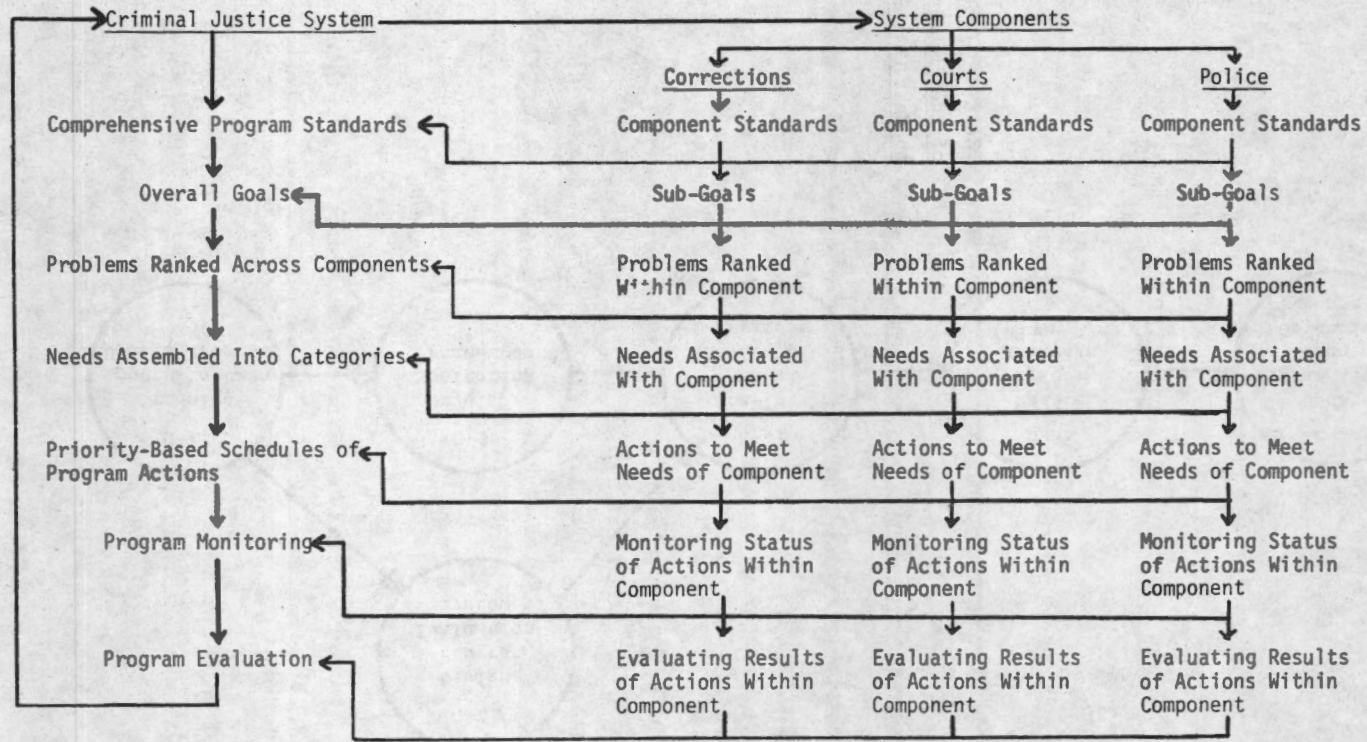 Criminal Justice System
System Components
Corrections
Courts
Police
Comprehensive Program Standards
Component Standards
Component Standards
Component Standards
Overall Goals
Sub-Goals
Sub-Goals
Sub-Goals
Problems Ranked Across Components
Problems Ranked
Within Component
Problems Ranked
Within Component
Problems Ranked
Within Component
Needs Assembled Into Categories
Needs Associated
With Component
Needs Associated
With Component
Needs Associated
With Component
Priority-Based Schedules of
Program Actions
Actions to Meet
Needs of Component
Actions to Meet
Needs of Component
Actions to Meet
Needs of Component
Program Monitoring
Monitoring Status
of Actions Within
Component
Monitoring Status
of Actions Within
Component
Monitoring Status
of Actions Within
Component
Program Evaluation
Evaluating Results
of Actions Within
Component
Evaluating Results
of Actions Within
Component
Evaluating Results
of Actions Within
Component